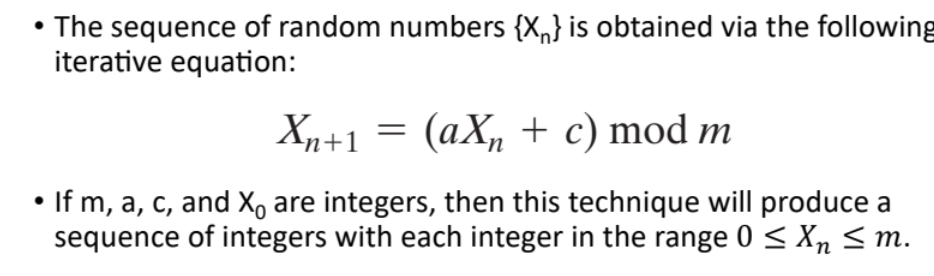 • The sequence of random numbers {Xₙ} is obtained via the following
iterative equation:
Xₙ₊₁ = (aXₙ + c) mod m
• If m, a, c, and X₀ are integers, then this technique will produce a
sequence of integers with each integer in the range 0 ≤ Xₙ ≤ m.